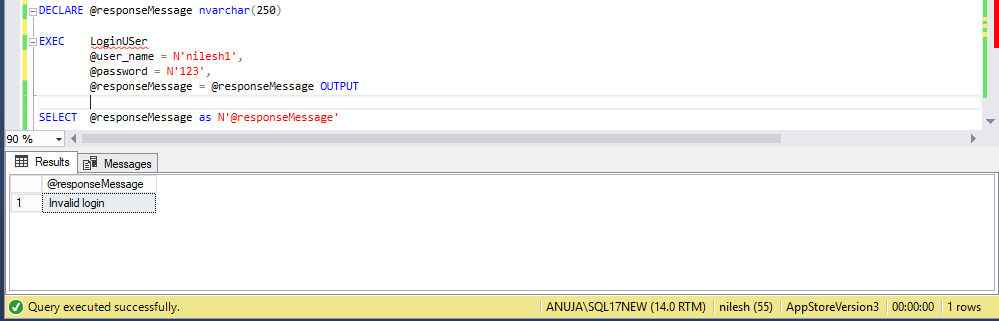 DECLARE @responseMessage nvarchar(250)
EXEC LoginUSer
@user_name = N'nilesh1',
@password = N'123',
@responseMessage = @responseMessage OUTPUT
SELECT @responseMessage as N'@responseMessage'
90 %
Results Messages
@responseMessage
1 Invalid login
Query executed successfully. ANUJA\SQL17NEW (14.0 RTM) nilesh (55) AppStoreVersion3 00:00:00 1 rows